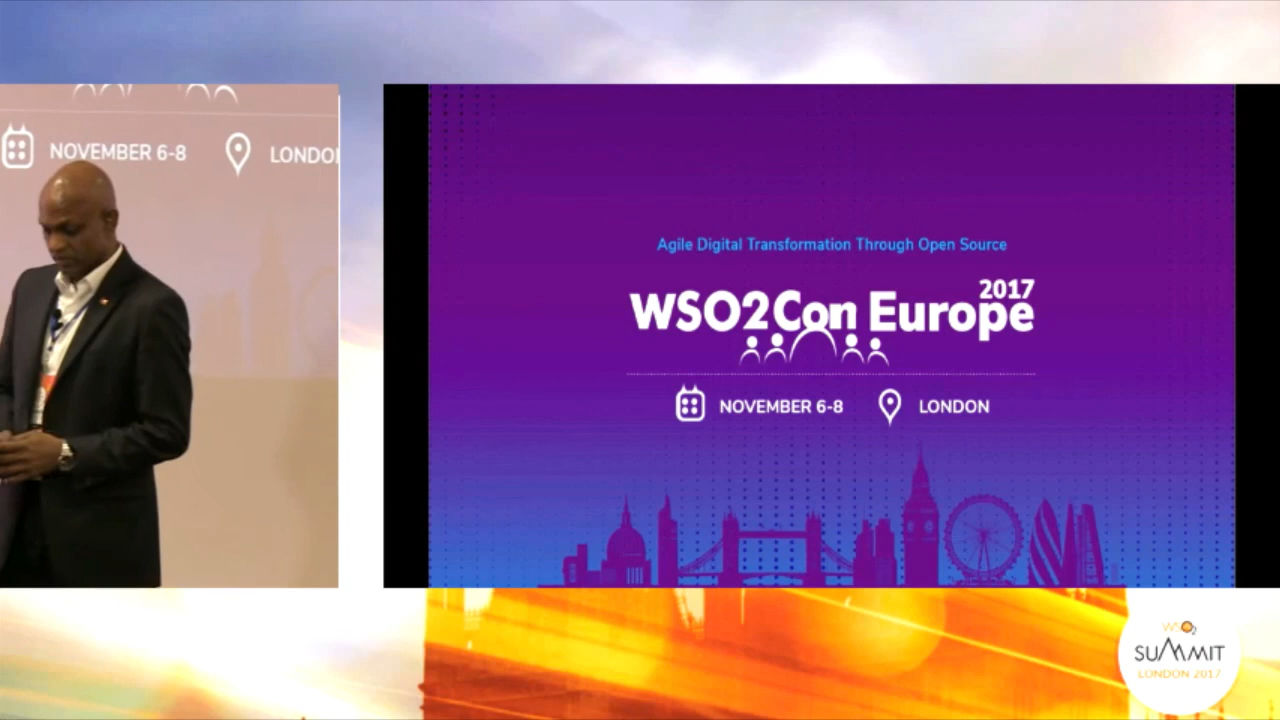 NOVEMBER 6-8
LONDO
Agile Digital Transformation Through Open Source
2017
WSO2Con Europe
NOVEMBER 6-8
LONDON
WSO2
SUMMIT
LONDON 2017